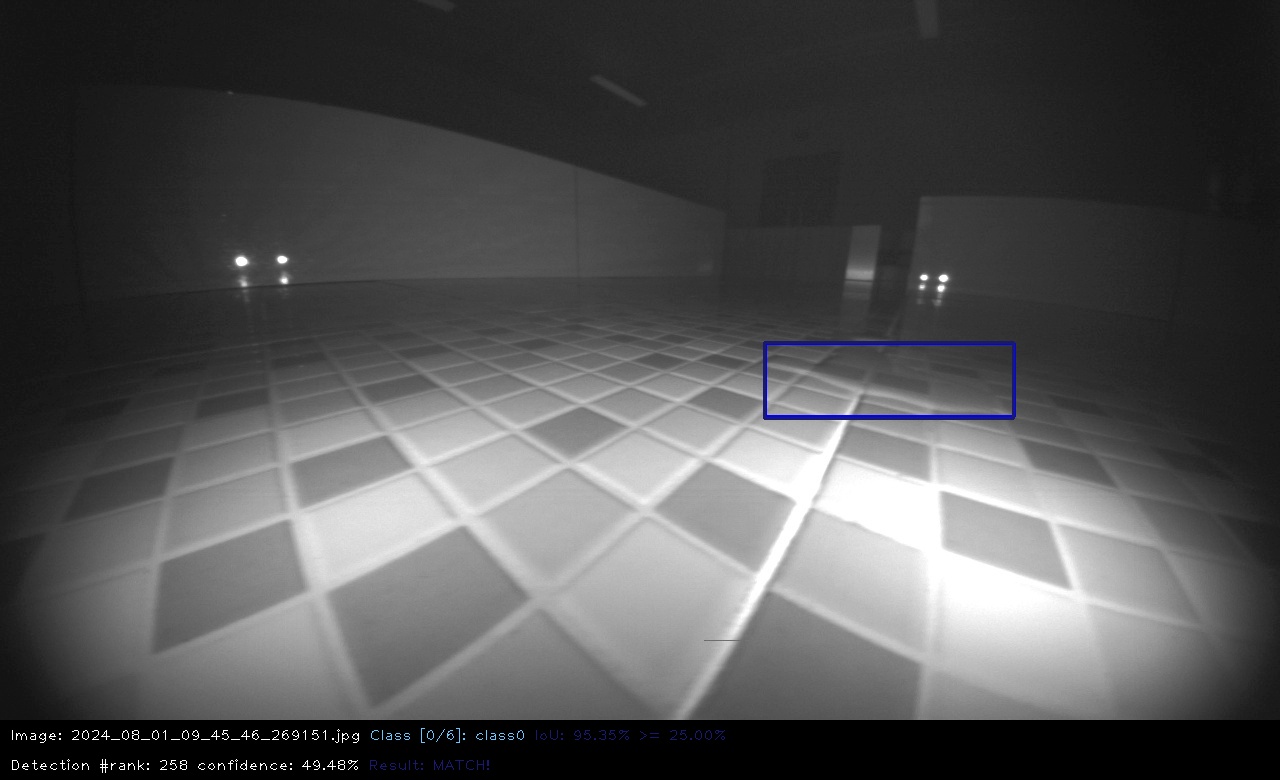 Image: 2024_08_01_09_45_46_269151.jpg Class [0/6]: class0 IoU: 95.35% >= 25.00%
Detection #rank: 258 confidence: 49.48% Result: MATCH!